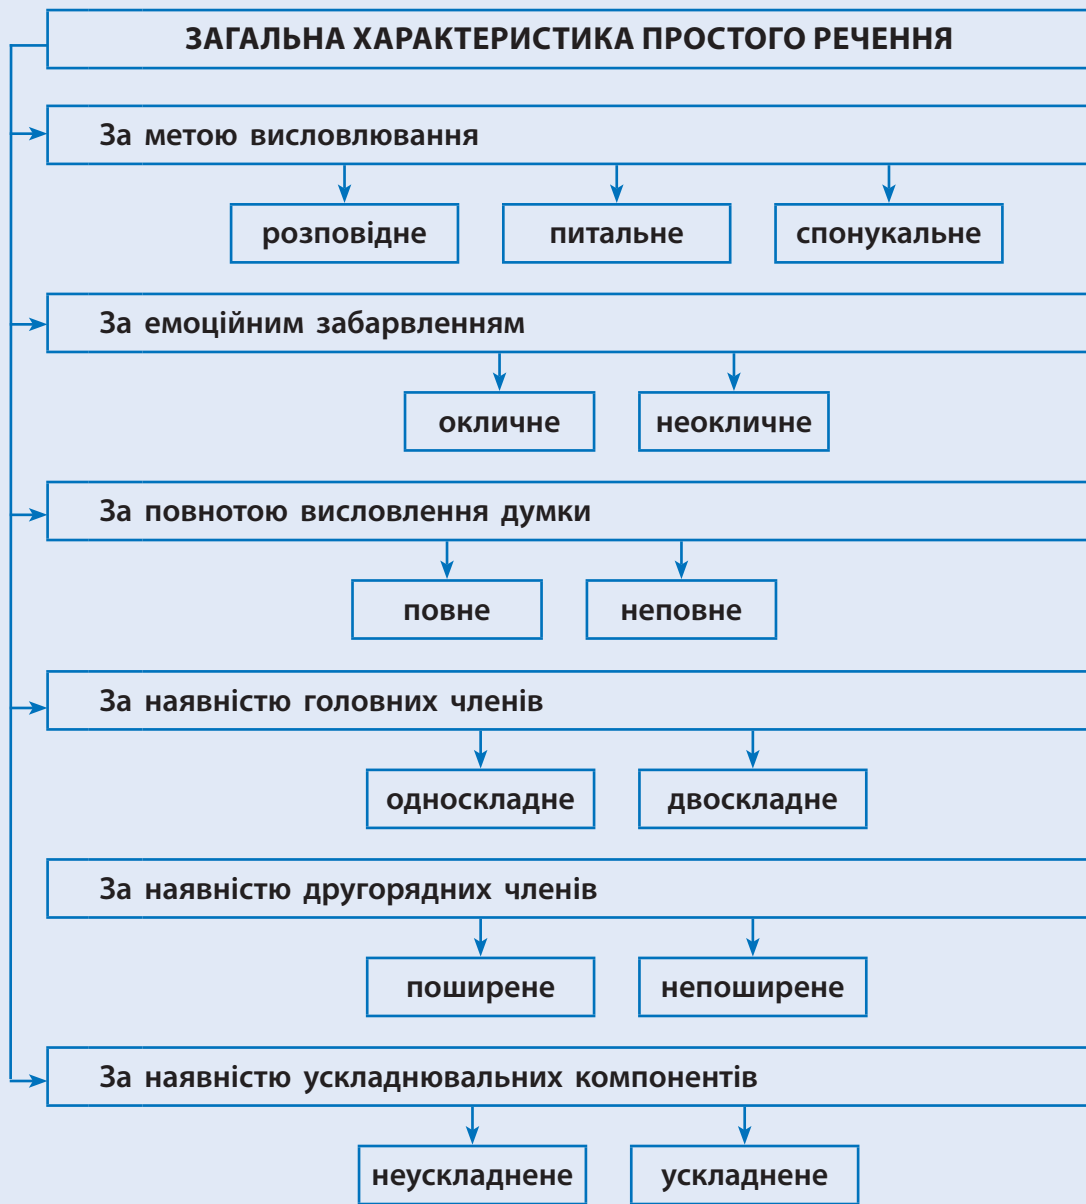 ЗАГАЛЬНА ХАРАКТЕРИСТИКА ПРОСТОГО РЕЧЕННЯ
За метою висловлювання
розповідне питальне спонукальне
За емоційним забарвленням
окличне неокличне
За повнотою висловлення думки
повне неповне
За наявністю головних членів
односкладне двоскладне
За наявністю другорядних членів
поширене непоширене
За наявністю ускладнювальних компонентів
неускладнене ускладнене